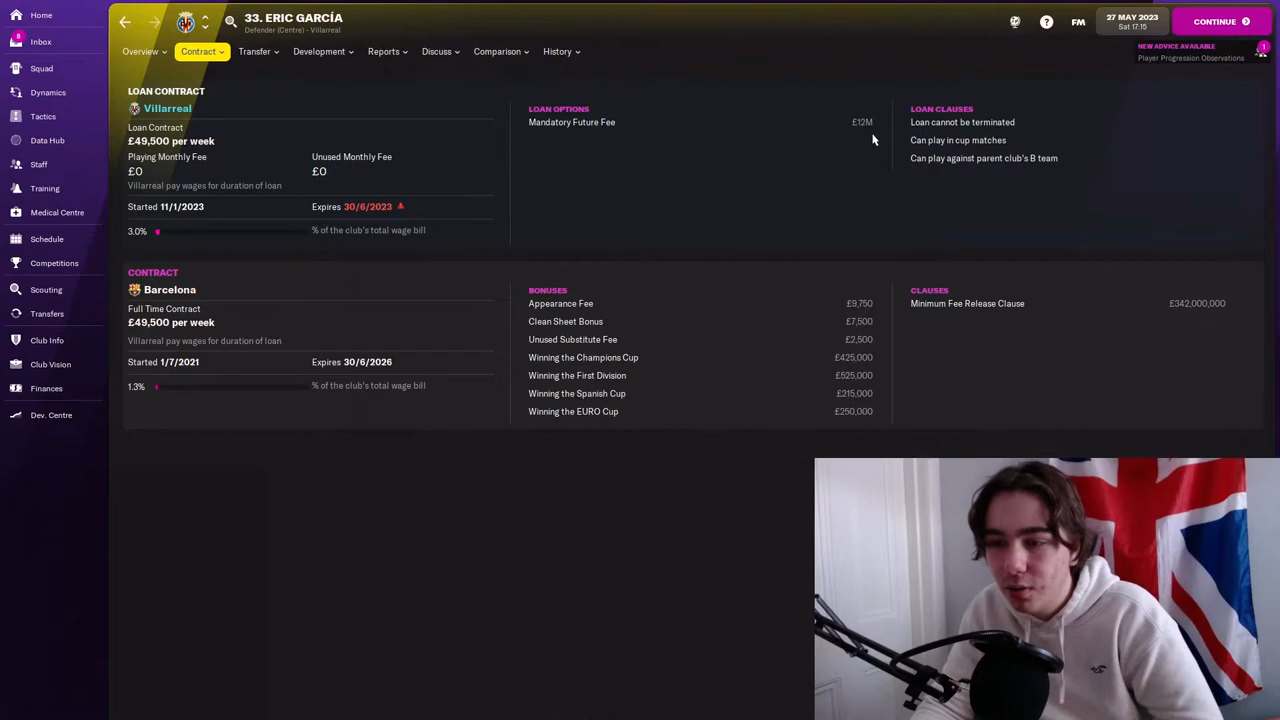 Home
8
Inbox
Squad
Dynamics
Tactics
Data Hub
Staff
Training
Medical Centre
Schedule
Competitions
Scouting
Transfers
Club Info
Club Vision
Finances
Dev. Centre
33. ERIC GARCÍA
Defender (Centre) - Villarreal
?
FM
27 MAY 2023
Sat 17:15
CONTINUE
Overview
Contract
Transfer
Development
Reports
Discuss
Comparison
History
NEW ADVICE AVAILABLE
Player Progression Observations
1
LOAN CONTRACT
Villarreal
Loan Contract
£49,500 per week
Playing Monthly Fee Unused Monthly Fee
£0 £0
Villarreal pay wages for duration of loan
Started 11/1/2023 Expires 30/6/2023
3.0% % of the club's total wage bill
LOAN OPTIONS
Mandatory Future Fee £12M
LOAN CLAUSES
Loan cannot be terminated
Can play in cup matches
Can play against parent club's B team
CONTRACT
Barcelona
Full Time Contract
£49,500 per week
Villarreal pay wages for duration of loan
Started 1/7/2021 Expires 30/6/2026
1.3% % of the club's total wage bill
BONUSES
Appearance Fee £9,750
Clean Sheet Bonus £7,500
Unused Substitute Fee £2,500
Winning the Champions Cup £425,000
Winning the First Division £525,000
Winning the Spanish Cup £215,000
Winning the EURO Cup £250,000
CLAUSES
Minimum Fee Release Clause £342,000,000